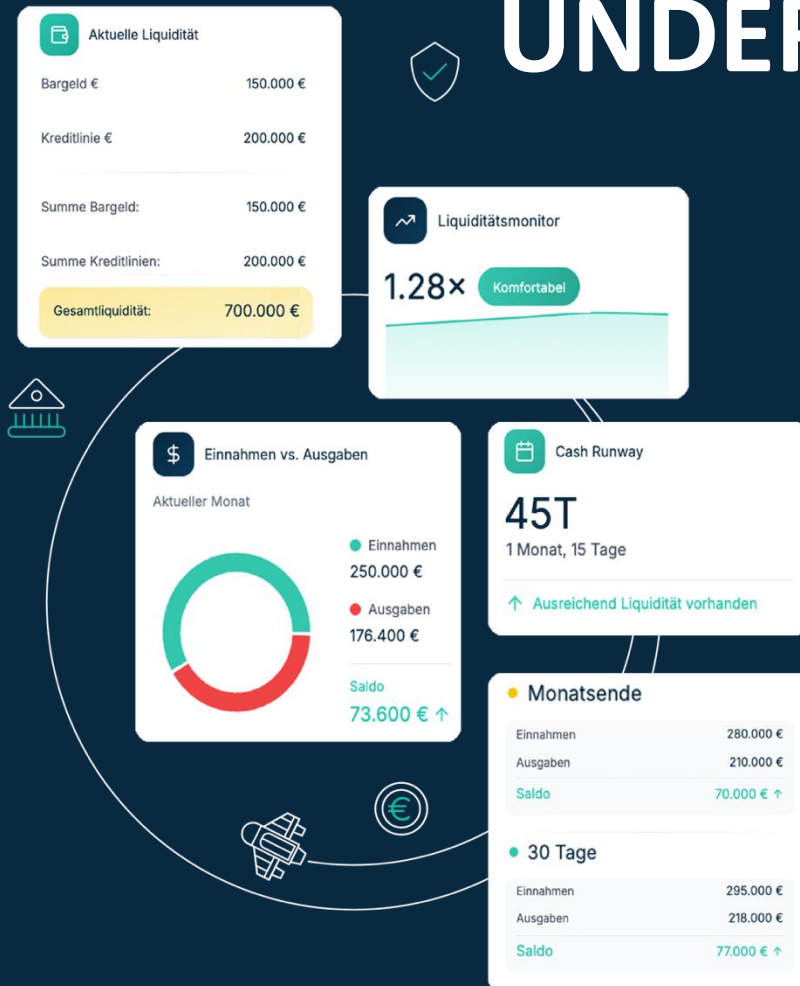 UNDER
Aktuelle Liquidität
Bargeld € 150.000 €
Kreditlinie € 200.000 €
Summe Bargeld: 150.000 €
Summe Kreditlinien: 200.000 €
Gesamtliquidität: 700.000 €
Liquiditätsmonitor
1.28× Komfortabel
$ Einnahmen vs. Ausgaben
Aktueller Monat
Einnahmen
250.000 €
Ausgaben
176.400 €
Saldo
73.600 € ↑
Cash Runway
45T
1 Monat, 15 Tage
↑ Ausreichend Liquidität vorhanden
Monatsende
Einnahmen 280.000 €
Ausgaben 210.000 €
Saldo 70.000 € ↑
30 Tage
Einnahmen 295.000 €
Ausgaben 218.000 €
Saldo 77.000 € ↑
€